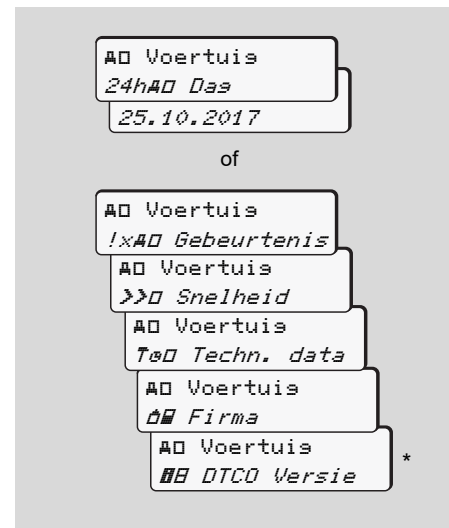 Voertuig
24h Dag
25.10.2017
of
Voertuig
!x Gebeurtenis
Voertuig
>> Snelheid
Voertuig
Techn. data
Voertuig
Firma
Voertuig
DTCO Versie
*